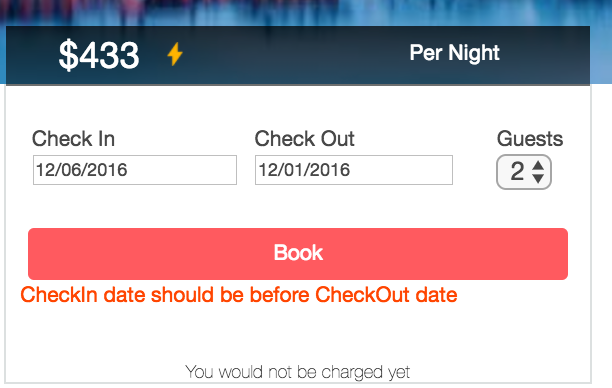 $433 Per Night
Check In Check Out Guests
12/06/2016 12/01/2016 2
Book
CheckIn date should be before CheckOut date
You would not be charged yet